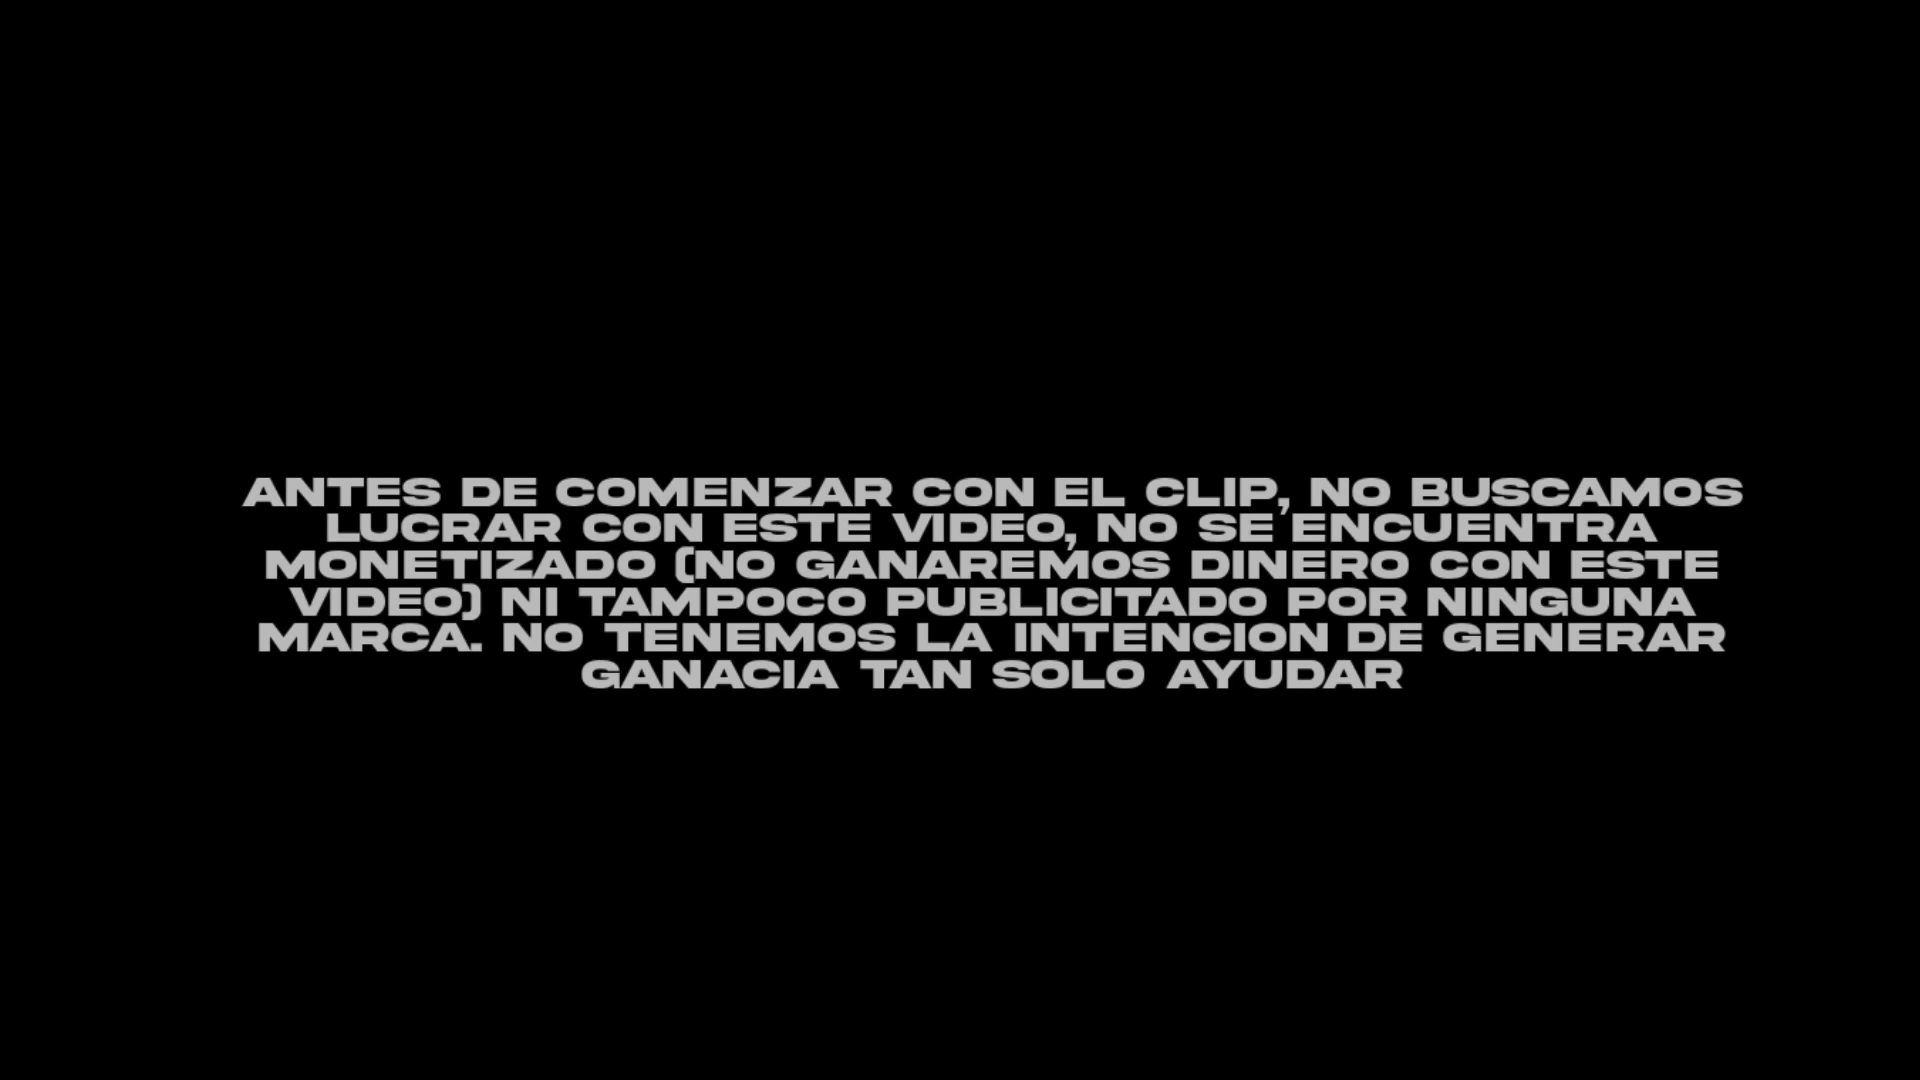 ANTES DE COMENZAR CON EL CLIP, NO BUSCAMOS
LUCRAR CON ESTE VIDEO, NO SE ENCUENTRA
MONETIZADO (NO GANAREMOS DINERO CON ESTE
VIDEO) NI TAMPOCO PUBLICITADO POR NINGUNA
MARCA. NO TENEMOS LA INTENCION DE GENERAR
GANACIA TAN SOLO AYUDAR